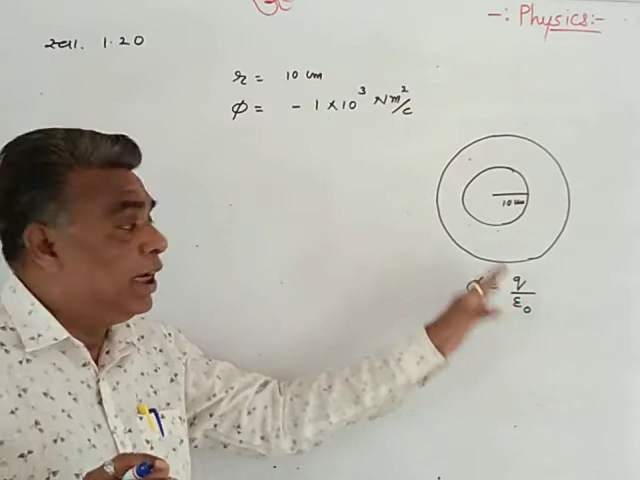 -: Physics:-
સ્વા. 1.20
r = 10 cm
φ = - 1 × 10³ Nm²/c
10 cm
= q/ε₀